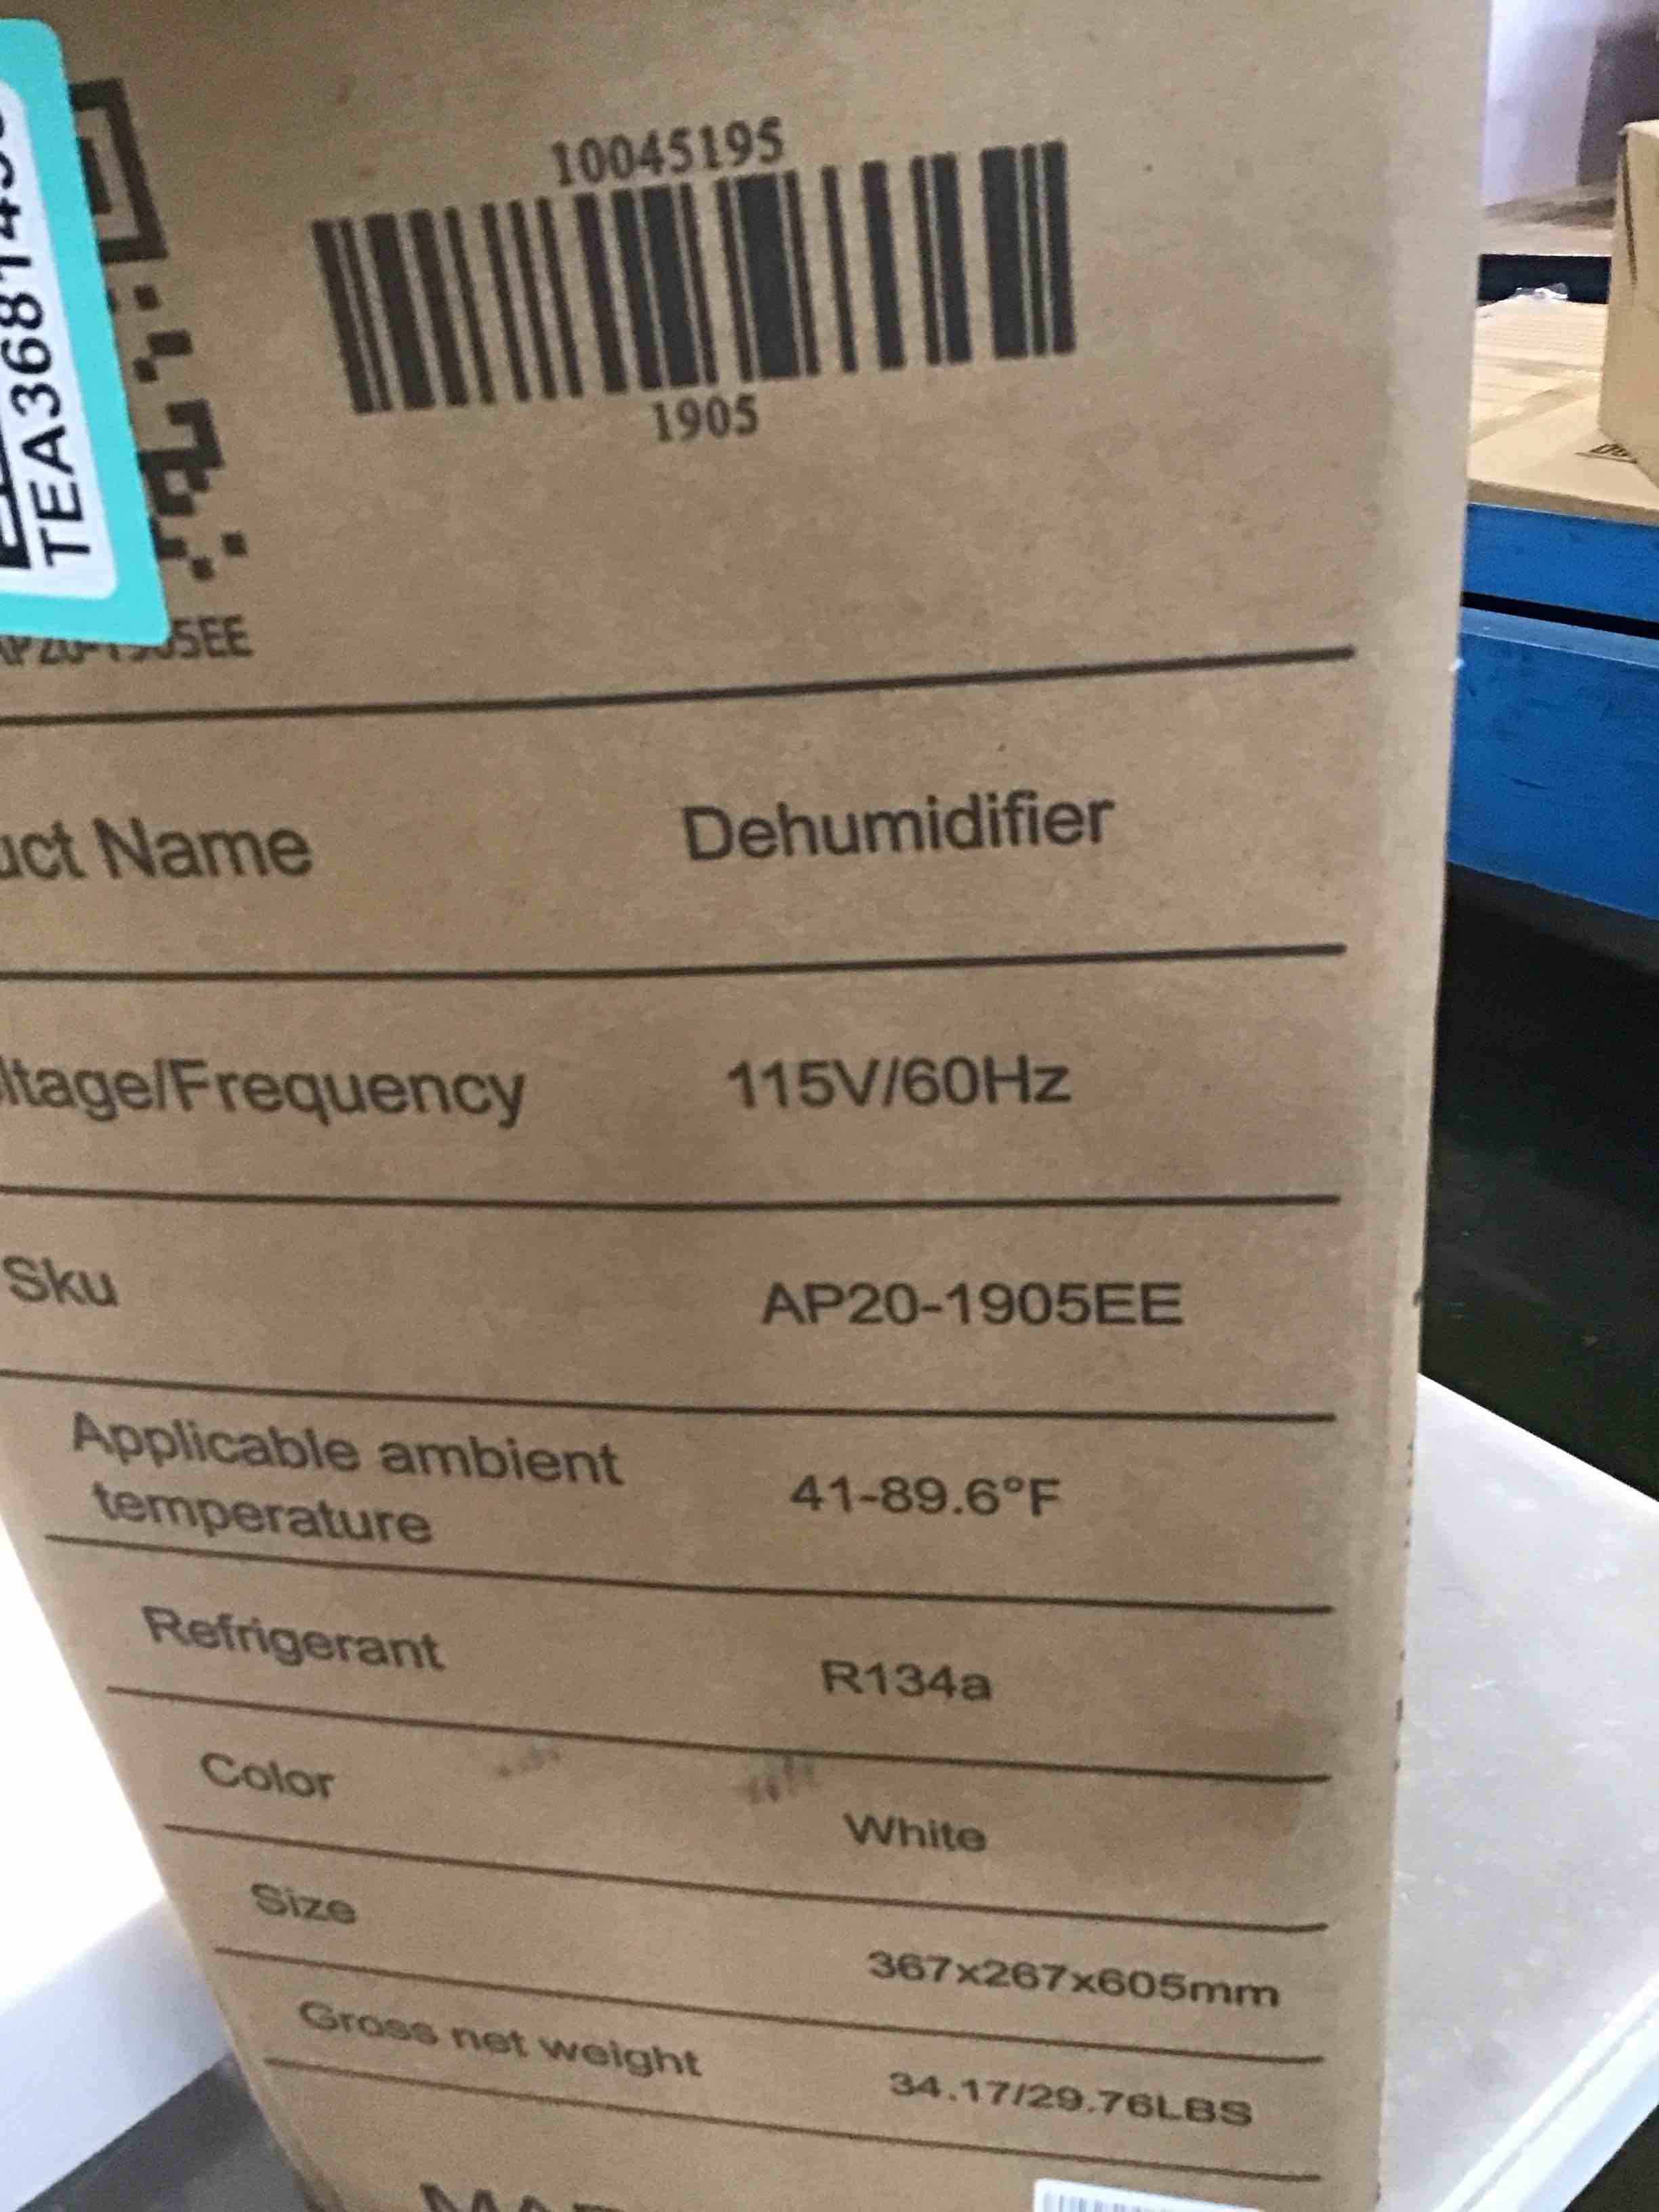 TEA36814
10045195
1905
AP20-1905EE
uct Name Dehumidifier
ltage/Frequency 115V/60Hz
Sku AP20-1905EE
Applicable ambient
temperature 41-89.6°F
Refrigerant R134a
Color White
Size 367x267x605mm
Gross net weight 34.17/29.76LBS